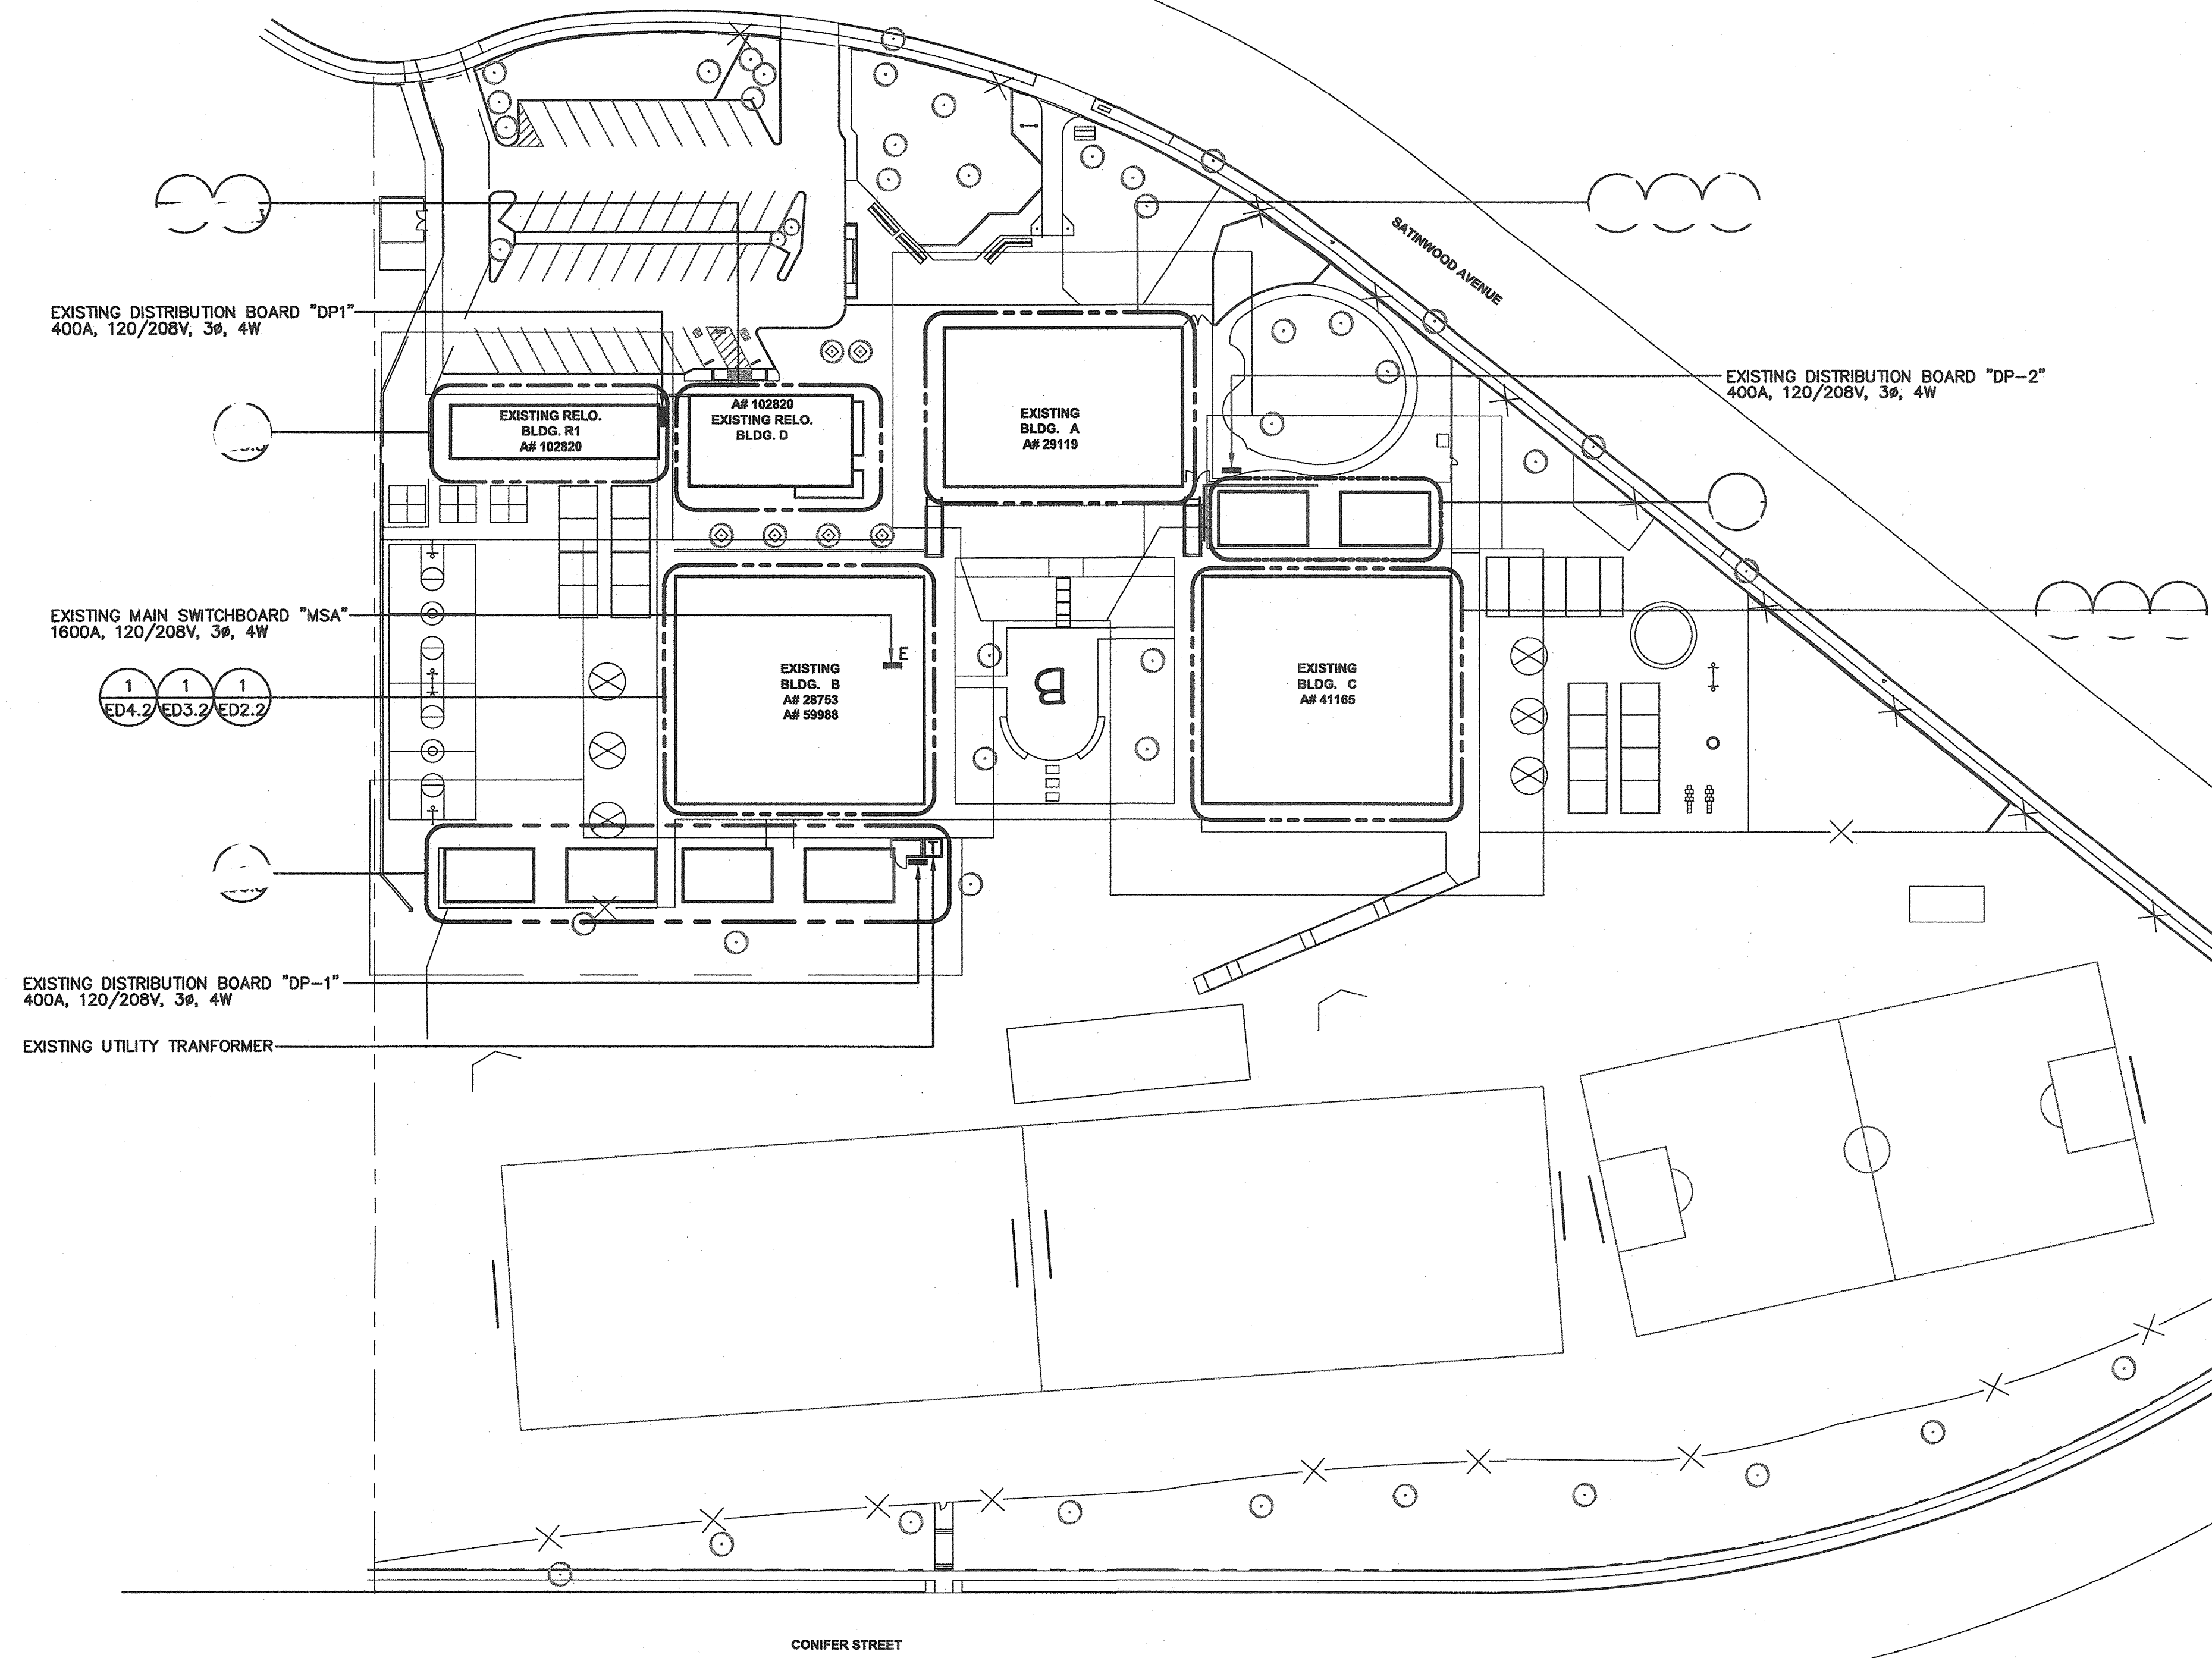 SATINWOOD AVENUE
EXISTING DISTRIBUTION BOARD "DP1"
400A, 120/208V, 3ø, 4W
EXISTING DISTRIBUTION BOARD "DP-2"
400A, 120/208V, 3ø, 4W
EXISTING RELO.
BLDG. R1
A# 102820
A# 102820
EXISTING RELO.
BLDG. D
EXISTING
BLDG. A
A# 29119
EXISTING MAIN SWITCHBOARD "MSA"
1600A, 120/208V, 3ø, 4W
E
1
ED4.2
1
ED3.2
1
ED2.2
EXISTING
BLDG. B
A# 28753
A# 59988
B
EXISTING
BLDG. C
A# 41165
T
EXISTING DISTRIBUTION BOARD "DP-1"
400A, 120/208V, 3ø, 4W
EXISTING UTILITY TRANFORMER
CONIFER STREET